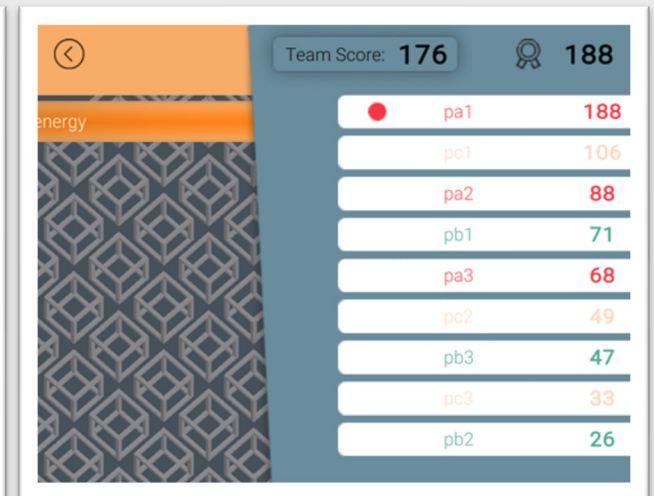 Team Score: 176 188
energy
pa1 188
pc1 106
pa2 88
pb1 71
pa3 68
pc2 49
pb3 47
pc3 33
pb2 26